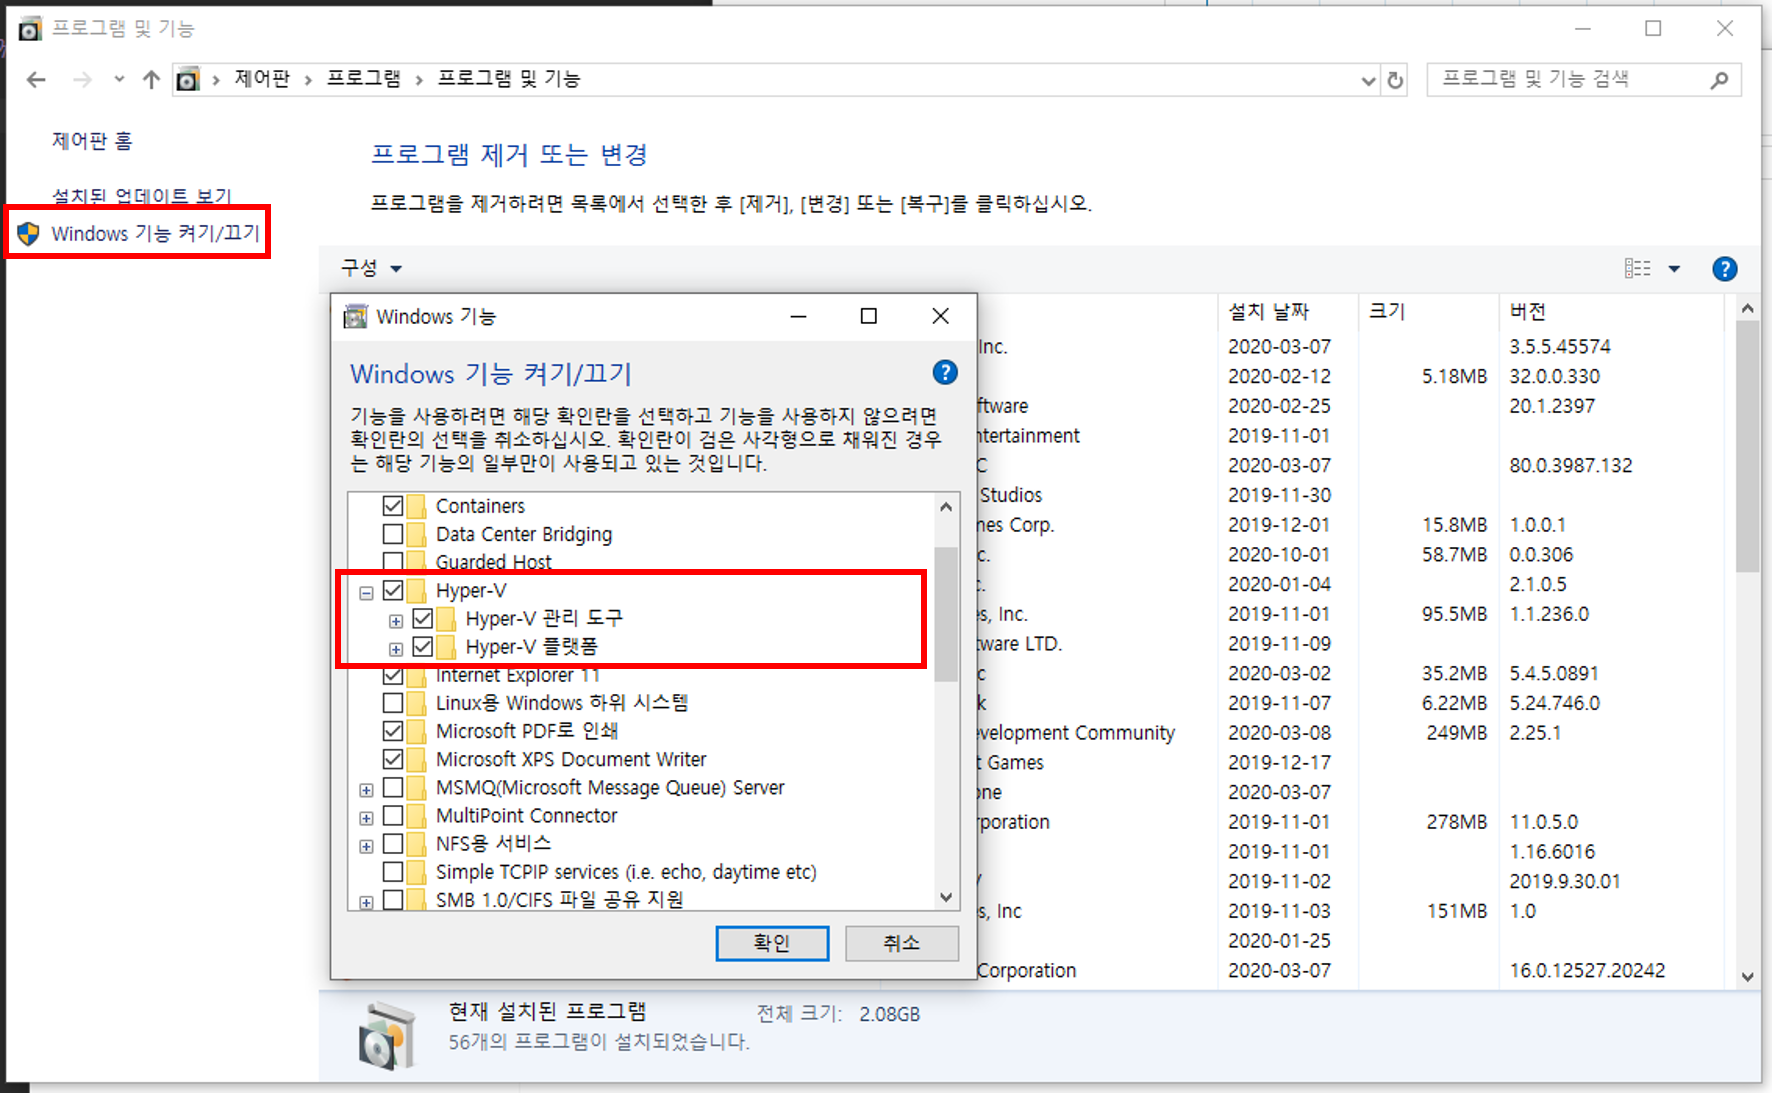 프로그램 및 기능
제어판 프로그램 프로그램 및 기능
프로그램 및 기능 검색
제어판 홈
설치된 업데이트 보기
Windows 기능 켜기/끄기
프로그램 제거 또는 변경
프로그램을 제거하려면 목록에서 선택한 후 [제거], [변경] 또는 [복구]를 클릭하십시오.
구성
Windows 기능
Windows 기능 켜기/끄기
기능을 사용하려면 해당 확인란을 선택하고 기능을 사용하지 않으려면
확인란의 선택을 취소하십시오. 확인란이 검은 사각형으로 채워진 경우
는 해당 기능의 일부만이 사용되고 있는 것입니다.
Containers
Data Center Bridging
Guarded Host
Hyper-V
Hyper-V 관리 도구
Hyper-V 플랫폼
Internet Explorer 11
Linux용 Windows 하위 시스템
Microsoft PDF로 인쇄
Microsoft XPS Document Writer
MSMQ(Microsoft Message Queue) Server
MultiPoint Connector
NFS용 서비스
Simple TCPIP services (i.e. echo, daytime etc)
SMB 1.0/CIFS 파일 공유 지원
확인 취소
설치 날짜 크기 버전
Inc. 2020-03-07 3.5.5.45574
2020-02-12 5.18MB 32.0.0.330
ftware 2020-02-25 20.1.2397
ntertainment 2019-11-01
C 2020-03-07 80.0.3987.132
Studios 2019-11-30
nes Corp. 2019-12-01 15.8MB 1.0.0.1
c. 2020-10-01 58.7MB 0.0.306
2020-01-04 2.1.0.5
s, Inc. 2019-11-01 95.5MB 1.1.236.0
tware LTD. 2019-11-09
c 2020-03-02 35.2MB 5.4.5.0891
k 2019-11-07 6.22MB 5.24.746.0
evelopment Community 2020-03-08 249MB 2.25.1
t Games 2019-12-17
one 2020-03-07
rporation 2019-11-01 278MB 11.0.5.0
2019-11-01 1.16.6016
2019-11-02 2019.9.30.01
s, Inc 2019-11-03 151MB 1.0
2020-01-25
Corporation 2020-03-07 16.0.12527.20242
현재 설치된 프로그램 전체 크기: 2.08GB
56개의 프로그램이 설치되었습니다.